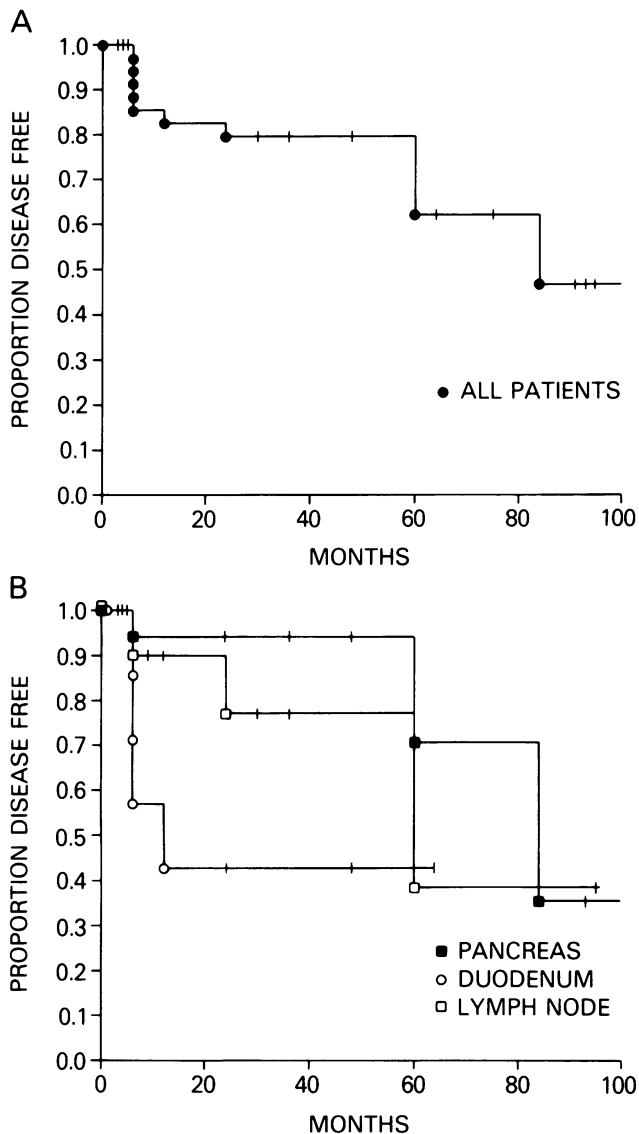 A
PROPORTION DISEASE FREE
1.0
0.9
0.8
0.7
0.6
0.5
0.4
0.3
0.2
0.1
0.0
ALL PATIENTS
0 20 40 60 80 100
MONTHS
B
PROPORTION DISEASE FREE
1.0
0.9
0.8
0.7
0.6
0.5
0.4
0.3
0.2
0.1
0.0
PANCREAS
DUODENUM
LYMPH NODE
0 20 40 60 80 100
MONTHS